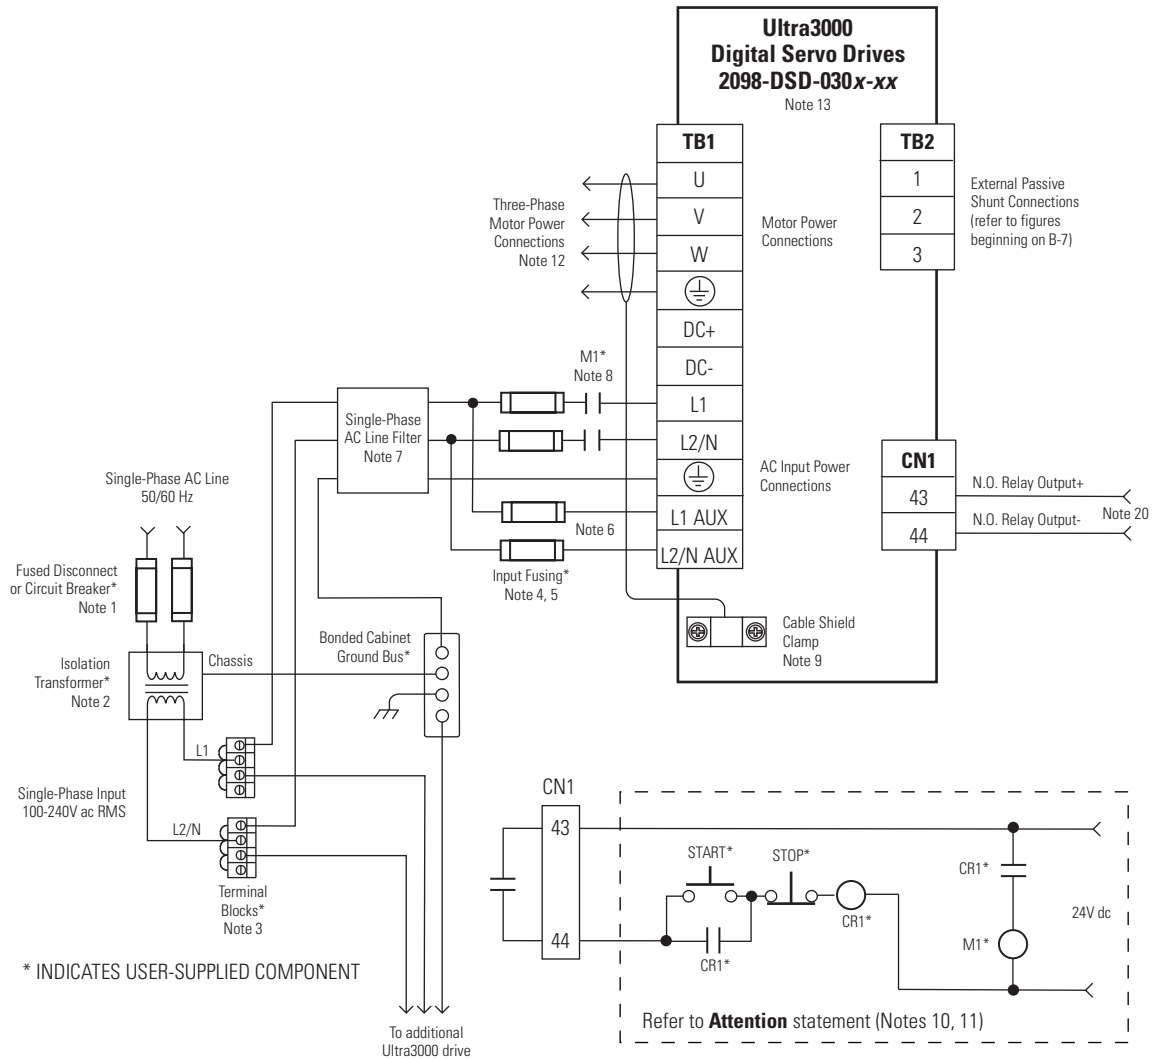 Ultra3000
Digital Servo Drives
2098-DSD-030x-xx
Note 13
TB1
U
V
W
DC+
DC-
L1
L2/N
L1 AUX
L2/N AUX
TB2
1
2
3
External Passive
Shunt Connections
(refer to figures
beginning on B-7)
Three-Phase
Motor Power
Connections
Note 12
Motor Power
Connections
M1*
Note 8
Single-Phase
AC Line Filter
Note 7
AC Input Power
Connections
CN1
43
44
N.O. Relay Output+
N.O. Relay Output-
Note 20
Single-Phase AC Line
50/60 Hz
Note 6
Input Fusing*
Note 4, 5
Fused Disconnect
or Circuit Breaker*
Note 1
Cable Shield
Clamp
Note 9
Bonded Cabinet
Ground Bus*
Isolation
Transformer*
Note 2
Chassis
L1
Single-Phase Input
100-240V ac RMS
L2/N
Terminal
Blocks*
Note 3
CN1
43
44
START*
STOP*
CR1*
CR1*
CR1*
M1*
24V dc
Refer to Attention statement (Notes 10, 11)
* INDICATES USER-SUPPLIED COMPONENT
To additional
Ultra3000 drive